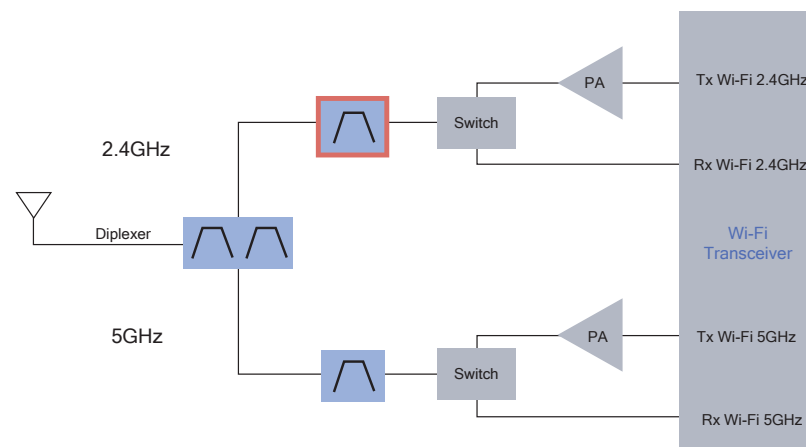 PA
Tx Wi-Fi 2.4GHz
Switch
2.4GHz
Rx Wi-Fi 2.4GHz
Diplexer
Wi-Fi
Transceiver
5GHz
PA
Tx Wi-Fi 5GHz
Switch
Rx Wi-Fi 5GHz